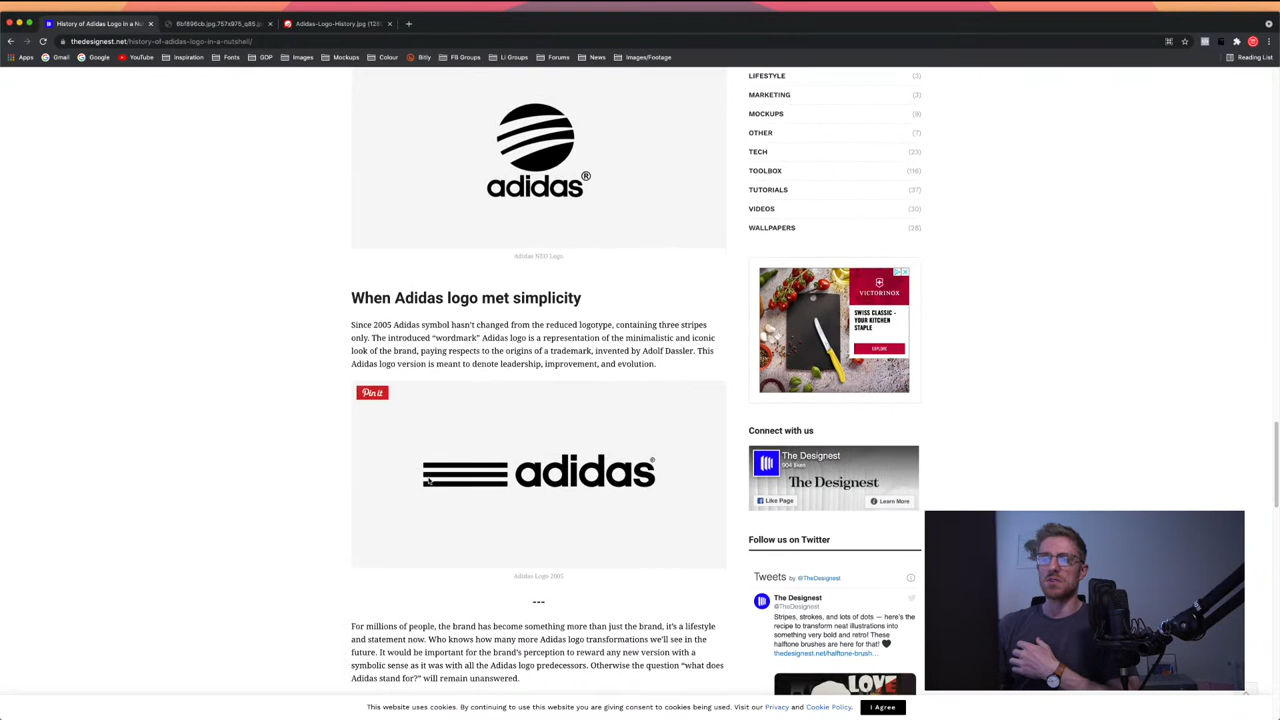 History of Adidas Logo in a Nu
6bf896cb.jpg.757x975_q85.jp
Adidas-Logo-History.jpg (128
thedesignest.net/history-of-adidas-logo-in-a-nutshell/
Apps Gmail Google YouTube Inspiration Fonts GDP Images Mockups Colour Bitly FB Groups Li Groups Forums News Images/Footage Reading List
adidas®
Adidas NEO Logo
When Adidas logo met simplicity
Since 2005 Adidas symbol hasn't changed from the reduced logotype, containing three stripes
only. The introduced “wordmark” Adidas logo is a representation of the minimalistic and iconic
look of the brand, paying respects to the origins of a trademark, invented by Adolf Dassler. This
Adidas logo version is meant to denote leadership, improvement, and evolution.
Pin it
adidas®
Adidas Logo 2005
---
For millions of people, the brand has become something more than just the brand, it's a lifestyle
and statement now. Who knows how many more Adidas logo transformations we'll see in the
future. It would be important for the brand's perception to reward any new version with a
symbolic sense as it was with all the Adidas logo predecessors. Otherwise the question “what does
Adidas stand for?” will remain unanswered.
LIFESTYLE (3)
MARKETING (3)
MOCKUPS (9)
OTHER (7)
TECH (23)
TOOLBOX (116)
TUTORIALS (37)
VIDEOS (30)
WALLPAPERS (28)
VICTORINOX
SWISS CLASSIC -
YOUR KITCHEN
STAPLE
EXPLORE
Connect with us
The Designest
904 likes
The Designest
Like Page
Learn More
Follow us on Twitter
Tweets by @TheDesignest
The Designest
@TheDesignest
Stripes, strokes, and lots of dots — here's the
recipe to transform neat illustrations into
something very bold and retro! These
halftone brushes are here for that! 🖤
thedesignest.net/halftone-brush...
LOVE
This website uses cookies. By continuing to use this website you are giving consent to cookies being used. Visit our Privacy and Cookie Policy. I Agree